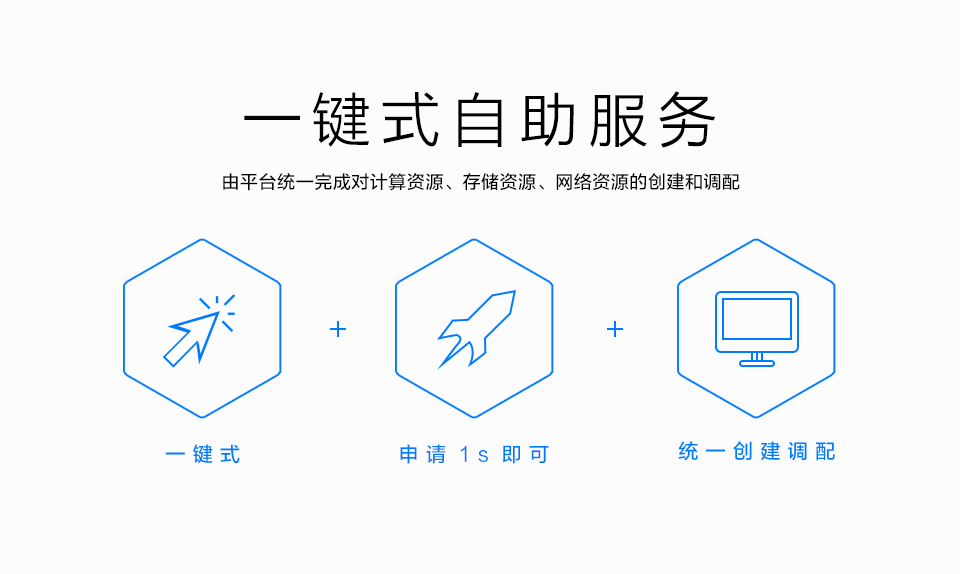 一键式自助服务
由平台统一完成对计算资源、存储资源、网络资源的创建和调配
一键式
申请1s即可
统一创建调配